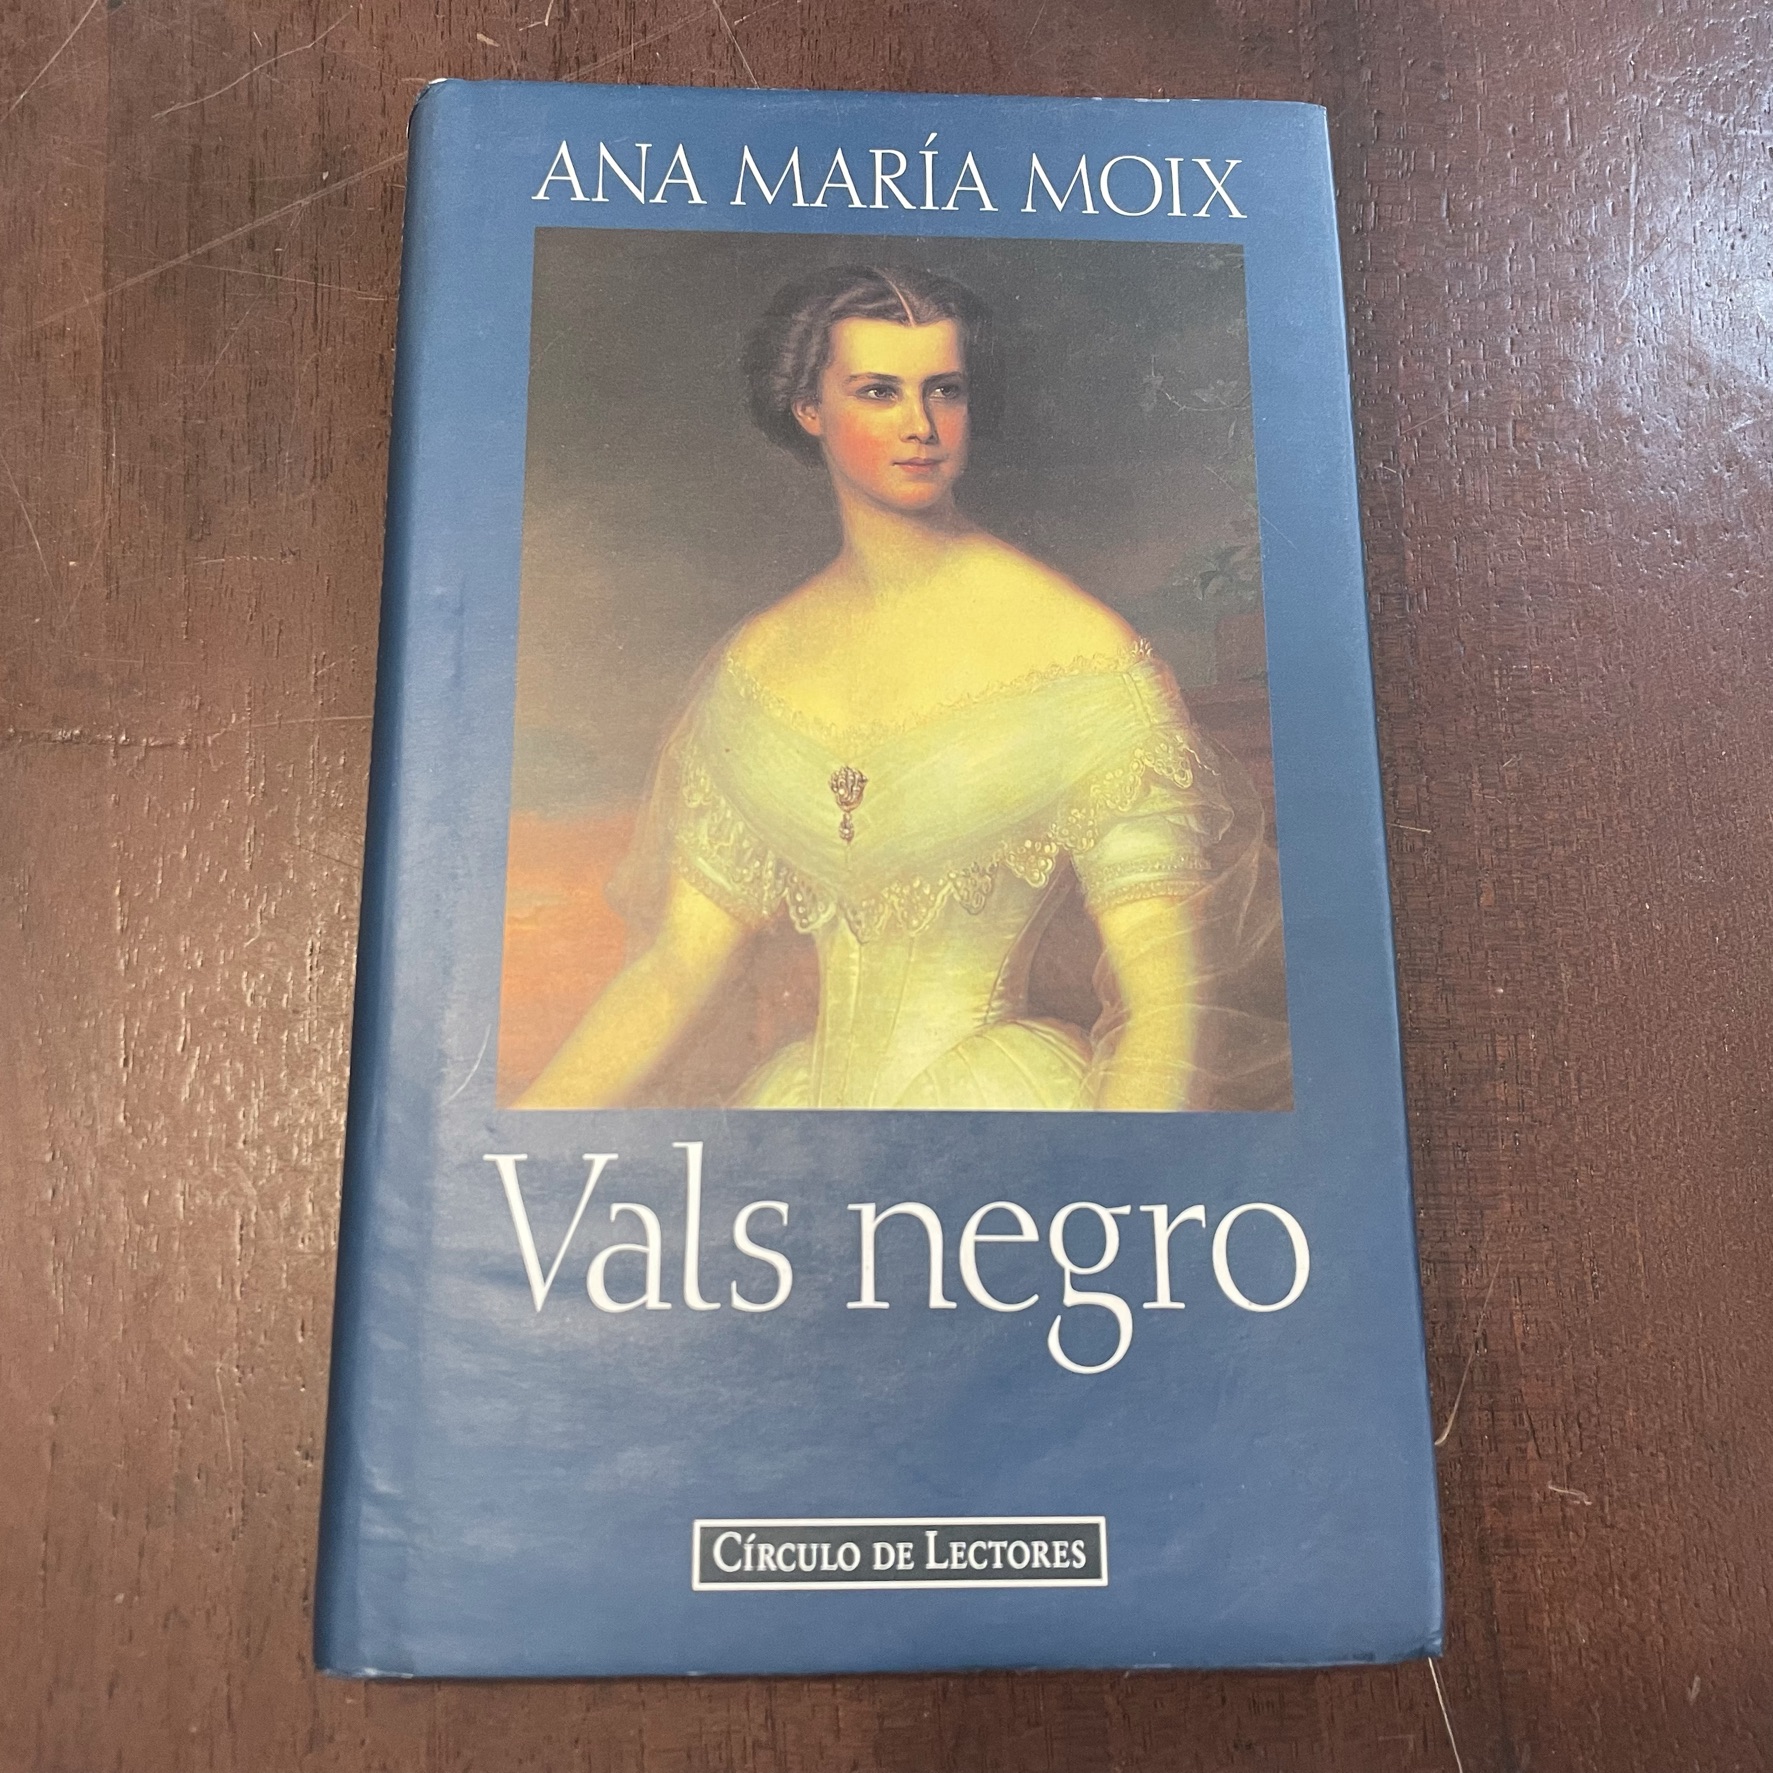 ANA MARÍA MOIX
Vals negro
CÍRCULO DE LECTORES